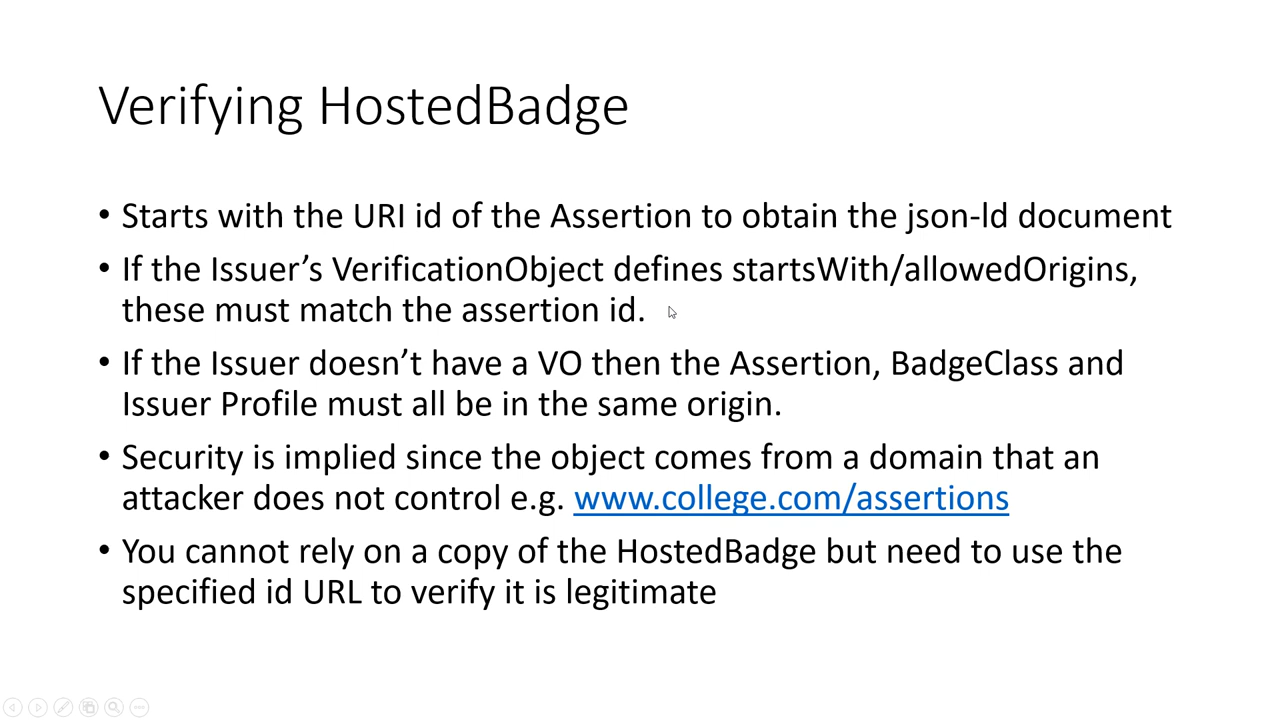 Verifying HostedBadge
• Starts with the URI id of the Assertion to obtain the json-ld document
• If the Issuer’s VerificationObject defines startsWith/allowedOrigins,
these must match the assertion id.
• If the Issuer doesn’t have a VO then the Assertion, BadgeClass and
Issuer Profile must all be in the same origin.
• Security is implied since the object comes from a domain that an
attacker does not control e.g. www.college.com/assertions
• You cannot rely on a copy of the HostedBadge but need to use the
specified id URL to verify it is legitimate